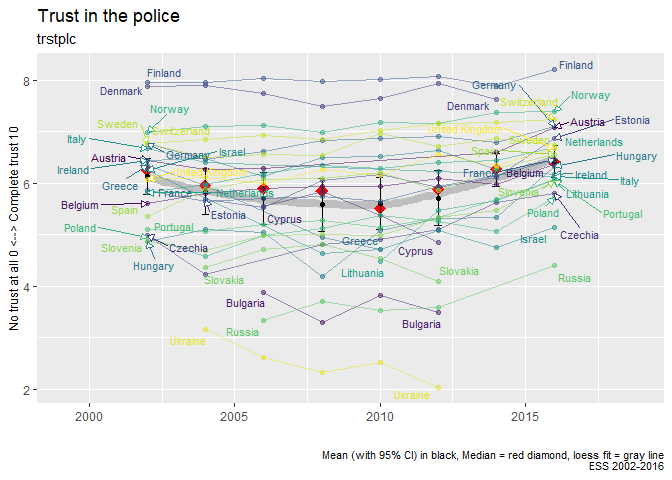 Trust in the police
trstplc
No trust at all 0 <--> Complete trust 10
8
6
4
2
2000
2005
2010
2015
Finland
Denmark
Norway
Sweden
Switzerland
Italy
Austria
Germany
Israel
Ireland
United Kingdom
Greece
France
Netherlands
Belgium
Spain
Estonia
Cyprus
Poland
Portugal
Slovenia
Czechia
Hungary
Slovakia
Bulgaria
Russia
Ukraine
Finland
Germany
Norway
Denmark
Switzerland
Austria
Estonia
United Kingdom
Sweden
Netherlands
Spain
Hungary
France
Belgium
Ireland
Italy
Slovenia
Lithuania
Poland
Portugal
Greece
Israel
Czechia
Cyprus
Lithuania
Slovakia
Russia
Bulgaria
Ukraine
Mean (with 95% CI) in black, Median = red diamond, loess fit = gray line
ESS 2002-2016